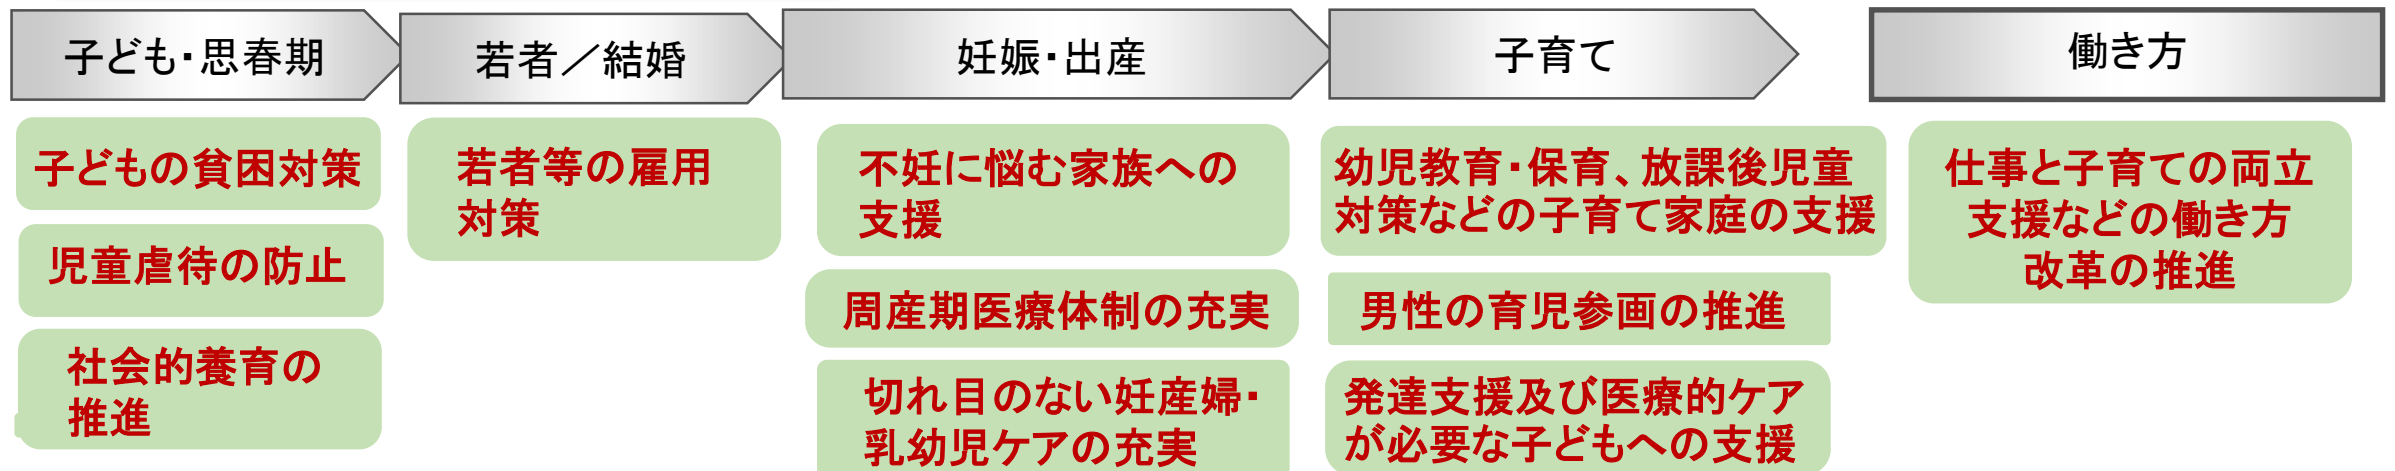 子ども・思春期
若者／結婚
妊娠・出産
子育て
働き方
子どもの貧困対策
児童虐待の防止
社会的養育の
推進
若者等の雇用
対策
不妊に悩む家族への
支援
周産期医療体制の充実
切れ目のない妊産婦・
乳幼児ケアの充実
幼児教育・保育、放課後児童
対策などの子育て家庭の支援
男性の育児参画の推進
発達支援及び医療的ケア
が必要な子どもへの支援
仕事と子育ての両立
支援などの働き方
改革の推進